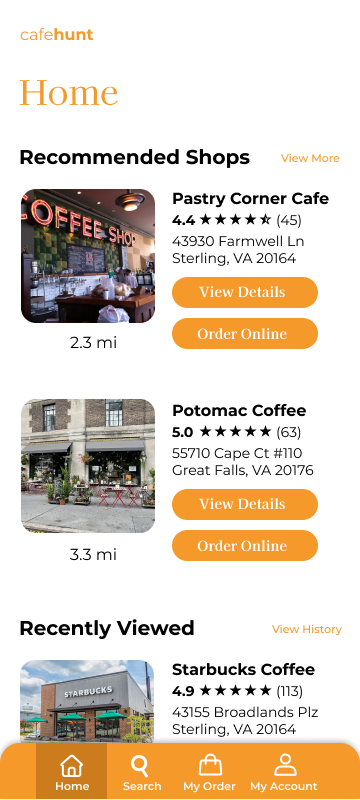 cafehunt
Home
Recommended Shops
View More
COFFEE SHOP
Pastry Corner Cafe
4.4 ★★★★⯪ (45)
43930 Farmwell Ln
Sterling, VA 20164
View Details
Order Online
2.3 mi
Potomac Coffee
5.0 ★★★★★ (63)
55710 Cape Ct #110
Great Falls, VA 20176
View Details
Order Online
3.3 mi
Recently Viewed
View History
STARBUCKS
Starbucks Coffee
4.9 ★★★★★ (113)
43155 Broadlands Plz
Sterling, VA 20164
Home
Search
My Order
My Account